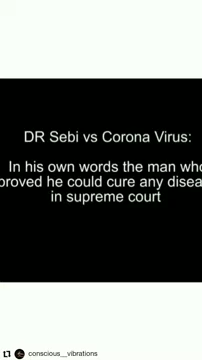 DR Sebi vs Corona Virus:
In his own words the man who
proved he could cure any disea
in supreme court
conscious__vibrations